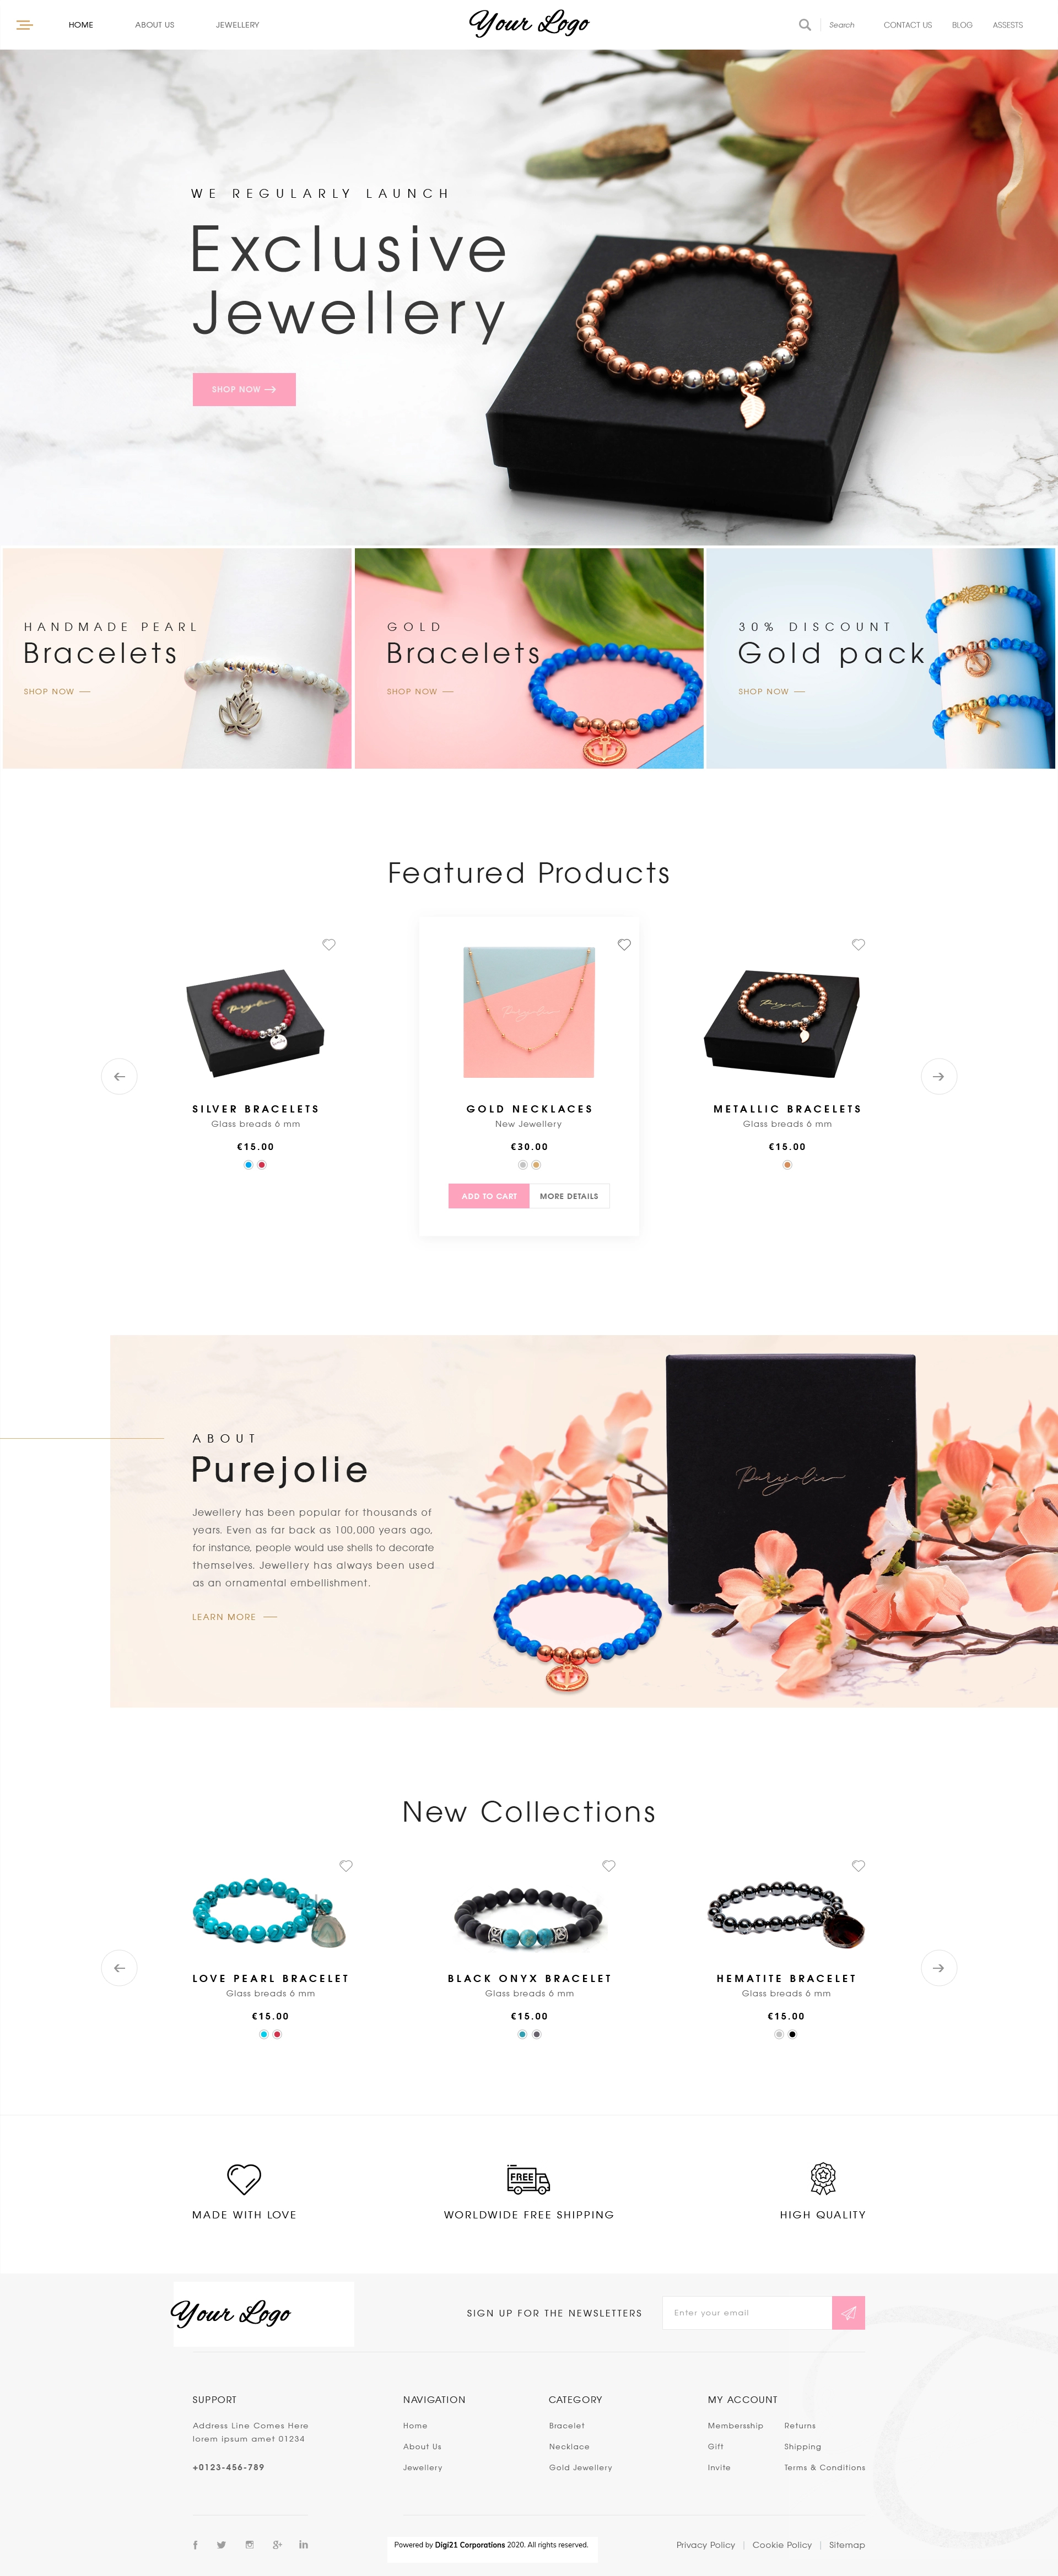 HOME
ABOUT US
JEWELLERY
Your Logo
Search
CONTACT US
BLOG
ASSESTS
WE REGULARLY LAUNCH
Exclusive
Jewellery
SHOP NOW
HANDMADE PEARL
Bracelets
SHOP NOW
GOLD
Bracelets
SHOP NOW
30% DISCOUNT
Gold pack
SHOP NOW
Featured Products
Purejolie
Purejolie
Purejolie
SILVER BRACELETS
Glass breads 6 mm
€15.00
GOLD NECKLACES
New Jewellery
€30.00
ADD TO CART
MORE DETAILS
METALLIC BRACELETS
Glass breads 6 mm
€15.00
ABOUT
Purejolie
Jewellery has been popular for thousands of
years. Even as far back as 100,000 years ago,
for instance, people would use shells to decorate
themselves. Jewellery has always been used
as an ornamental embellishment.
LEARN MORE
Purejolie
New Collections
LOVE PEARL BRACELET
Glass breads 6 mm
€15.00
BLACK ONYX BRACELET
Glass breads 6 mm
€15.00
HEMATITE BRACELET
Glass breads 6 mm
€15.00
MADE WITH LOVE
FREE
WORLDWIDE FREE SHIPPING
HIGH QUALITY
Your Logo
SIGN UP FOR THE NEWSLETTERS
Enter your email
SUPPORT
Address Line Comes Here
lorem ipsum amet 01234
+0123-456-789
NAVIGATION
Home
About Us
Jewellery
CATEGORY
Bracelet
Necklace
Gold Jewellery
MY ACCOUNT
Memberssship
Gift
Invite
Returns
Shipping
Terms & Conditions
Powered by Digi21 Corporations 2020. All rights reserved.
Privacy Policy | Cookie Policy | Sitemap